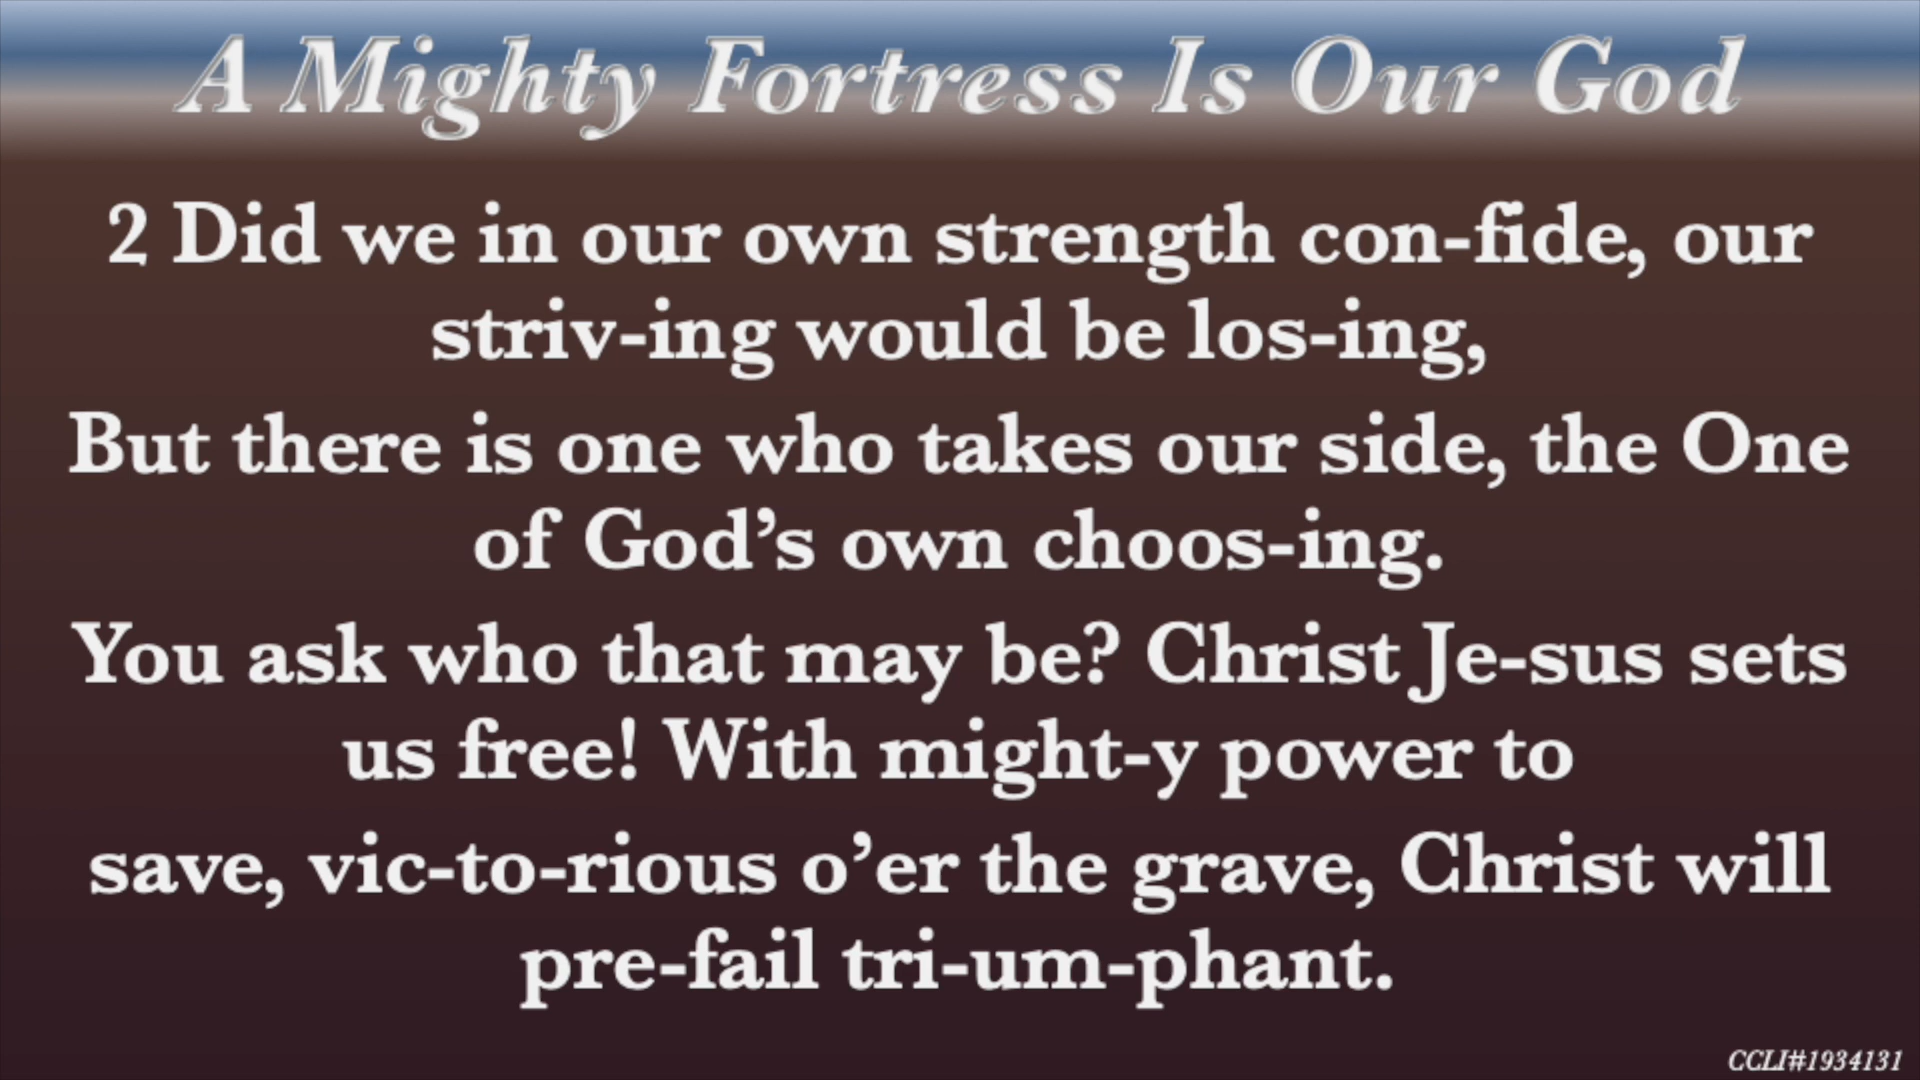 A Mighty Fortress Is Our God
2 Did we in our own strength con-fide, our
striv-ing would be los-ing,
But there is one who takes our side, the One
of God’s own choos-ing.
You ask who that may be? Christ Je-sus sets
us free! With might-y power to
save, vic-to-rious o’er the grave, Christ will
pre-fail tri-um-phant.
CCLI#1934131